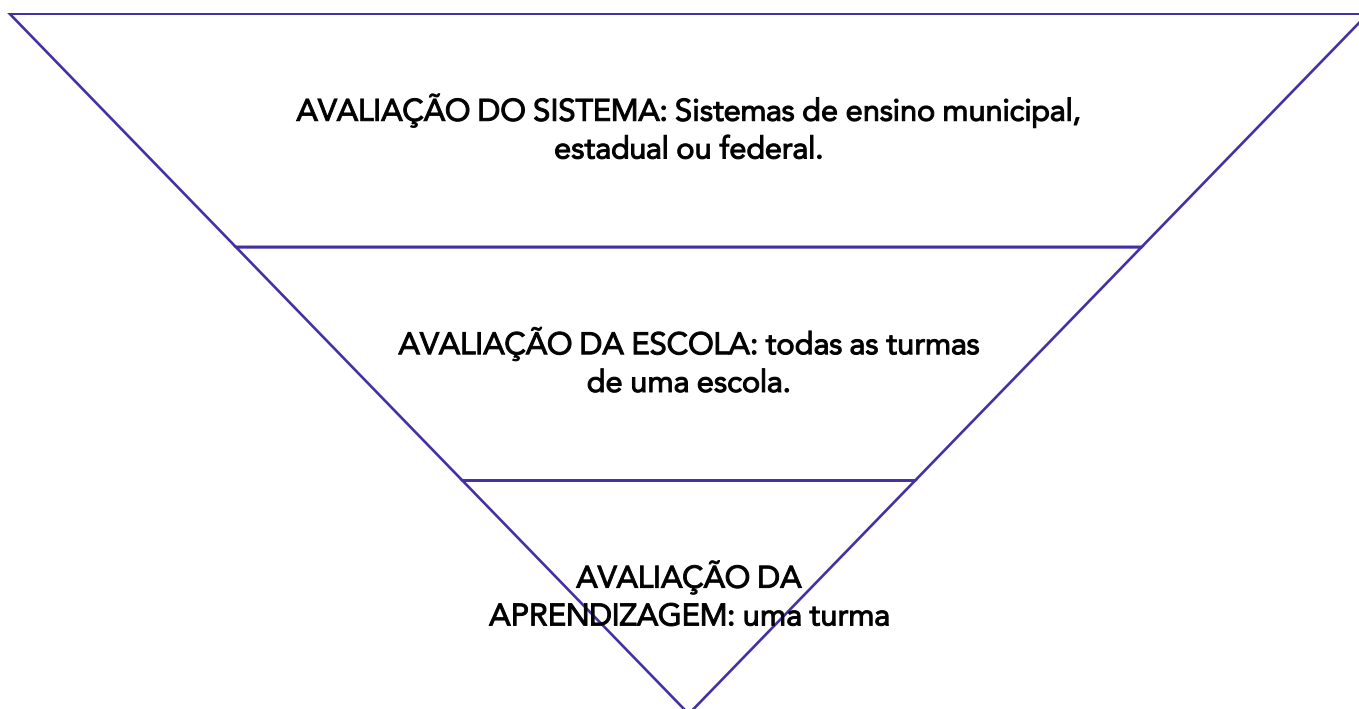 AVALIAÇÃO DO SISTEMA: Sistemas de ensino municipal,
estadual ou federal.
AVALIAÇÃO DA ESCOLA: todas as turmas
de uma escola.
AVALIAÇÃO DA
APRENDIZAGEM: uma turma